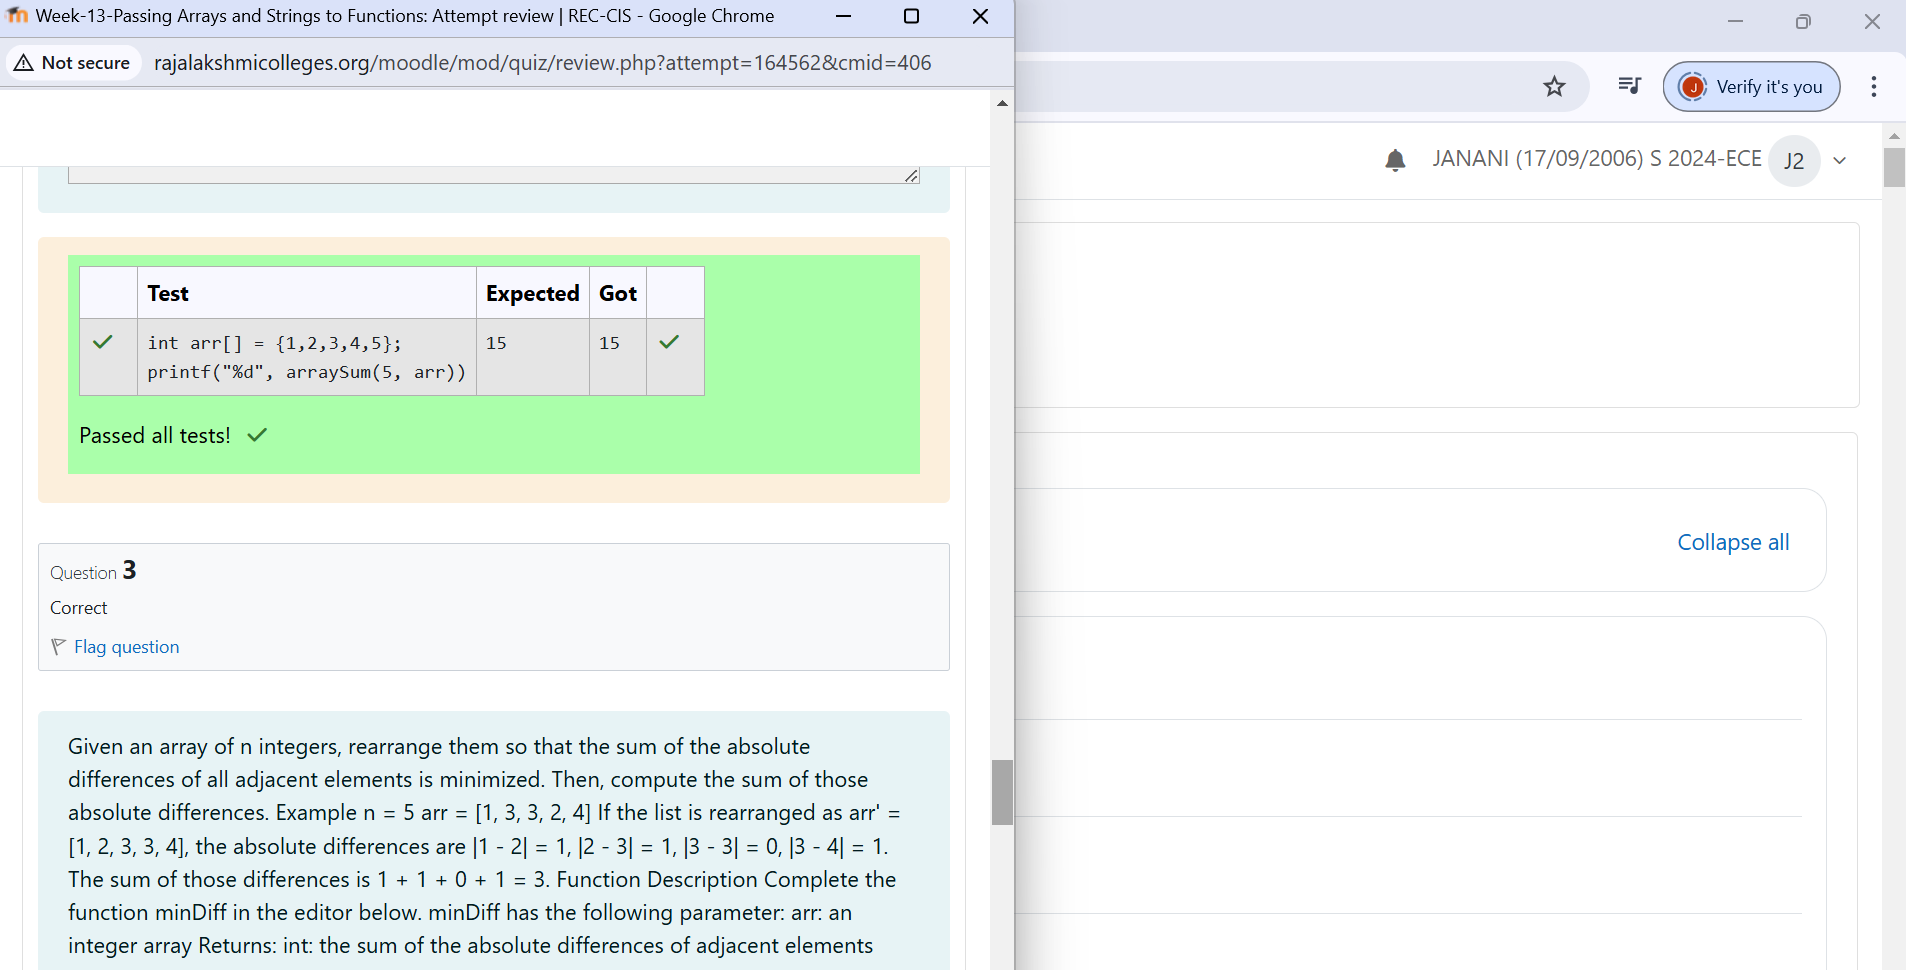 Week-13-Passing Arrays and Strings to Functions: Attempt review | REC-CIS - Google Chrome
Not secure rajalakshmicolleges.org/moodle/mod/quiz/review.php?attempt=164562&cmid=406
J Verify it's you
JANANI (17/09/2006) S 2024-ECE J2
Test Expected Got
int arr[] = {1,2,3,4,5}; 15 15
printf("%d", arraySum(5, arr))
Passed all tests!
Collapse all
Question 3
Correct
Flag question
Given an array of n integers, rearrange them so that the sum of the absolute
differences of all adjacent elements is minimized. Then, compute the sum of those
absolute differences. Example n = 5 arr = [1, 3, 3, 2, 4] If the list is rearranged as arr' =
[1, 2, 3, 3, 4], the absolute differences are |1 - 2| = 1, |2 - 3| = 1, |3 - 3| = 0, |3 - 4| = 1.
The sum of those differences is 1 + 1 + 0 + 1 = 3. Function Description Complete the
function minDiff in the editor below. minDiff has the following parameter: arr: an
integer array Returns: int: the sum of the absolute differences of adjacent elements